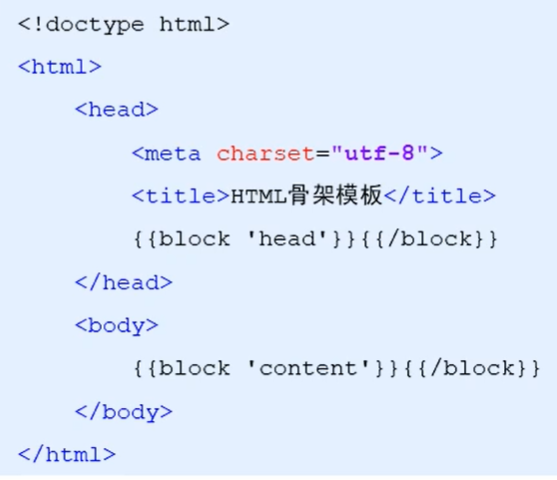 <!doctype html>
<html>
    <head>
        <meta charset="utf-8">
        <title>HTML骨架模板</title>
        {{block 'head'}}{{/block}}
    </head>
    <body>
        {{block 'content'}}{{/block}}
    </body>
</html>